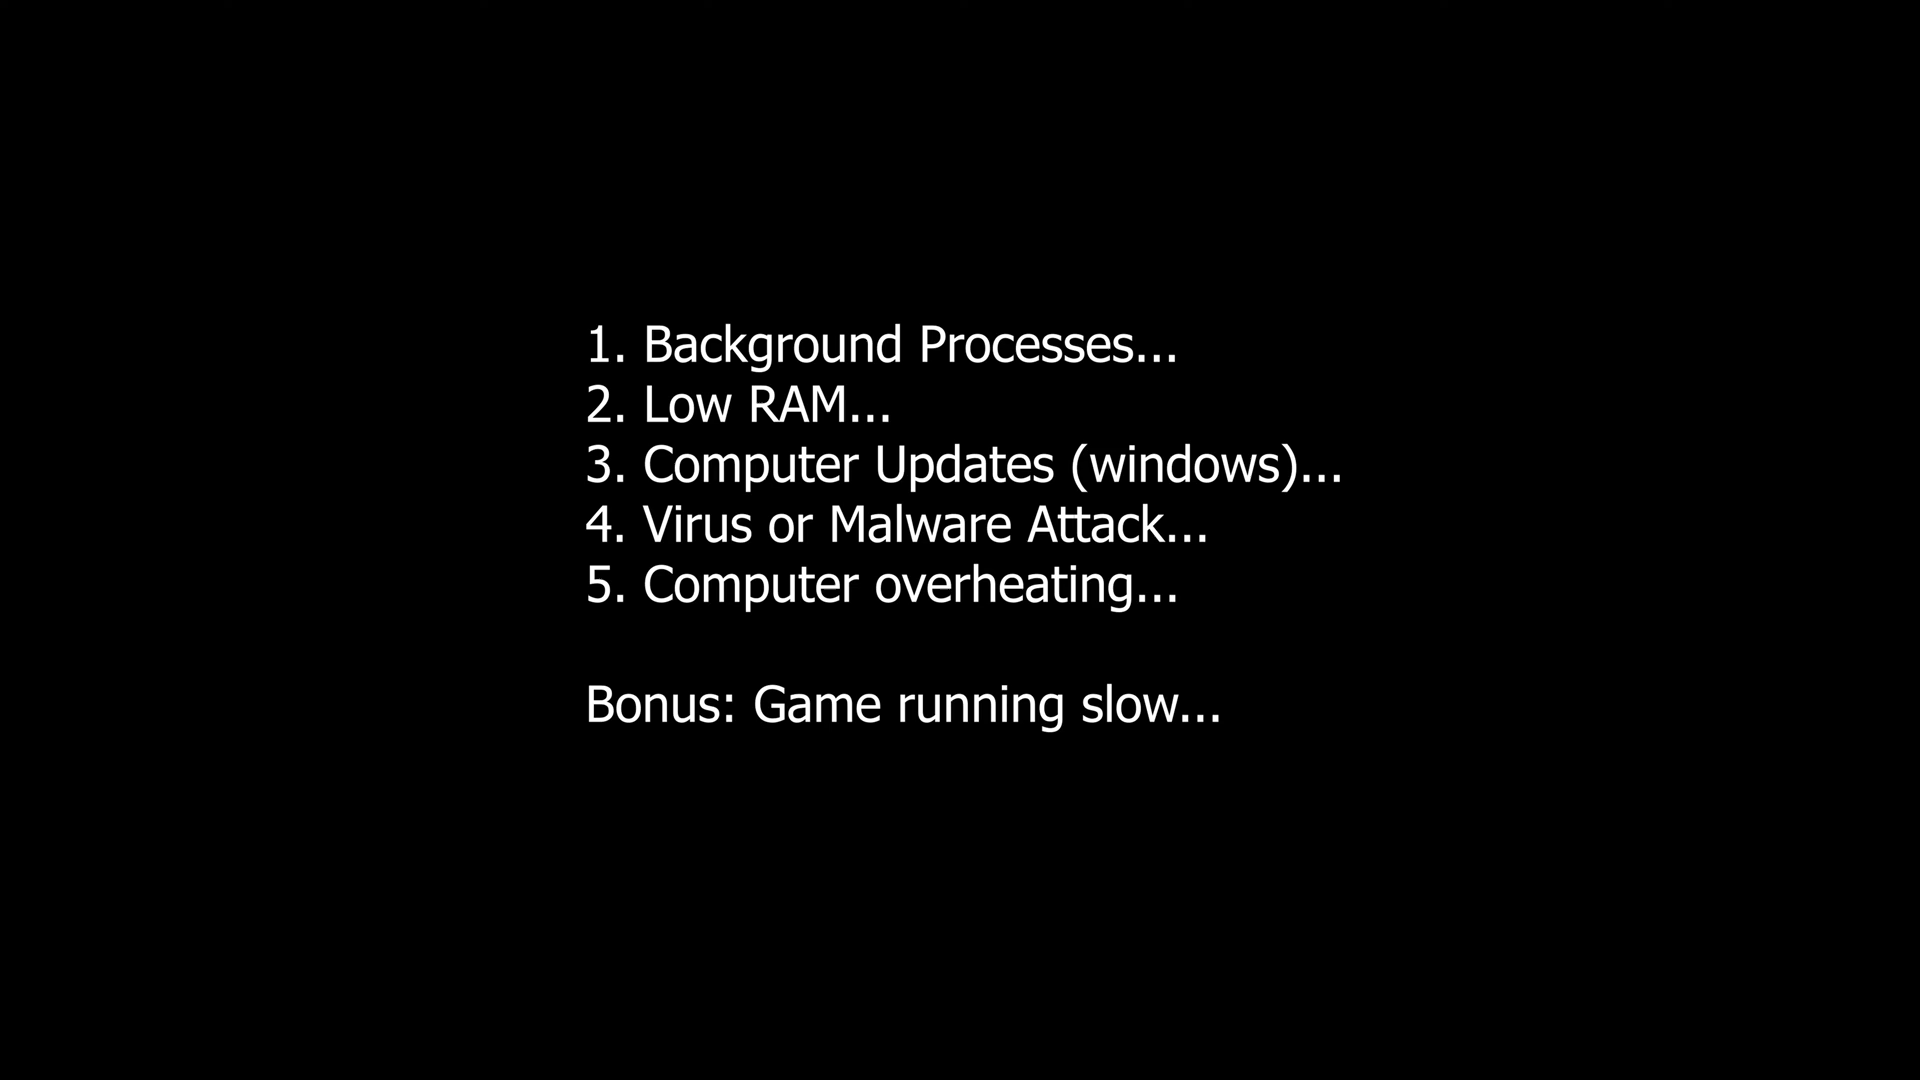 1. Background Processes...
2. Low RAM...
3. Computer Updates (windows)...
4. Virus or Malware Attack...
5. Computer overheating...
Bonus: Game running slow...